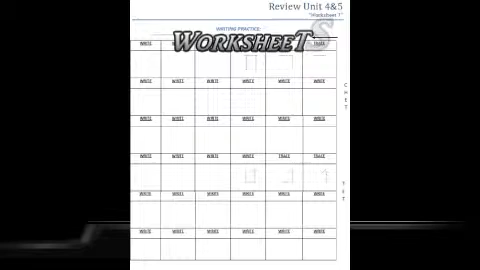 Review Unit 4&5
"Worksheet 1"
WRITING PRACTICE
WORKSHEETS
WRITE TRACE
WRITE WRITE WRITE WRITE WRITE WRITE
C
H
E
T
WRITE WRITE WRITE WRITE WRITE WRITE
WRITE WRITE WRITE WRITE TRACE TRACE
T
E
T
WRITE WRITE WRITE WRITE WRITE WRITE
WRITE WRITE WRITE WRITE WRITE WRITE